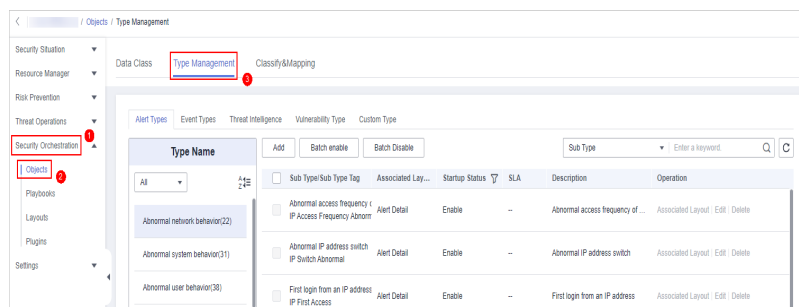 / Objects / Type Management
Security Situation
Resource Manager
Risk Prevention
Threat Operations
Security Orchestration
1
Objects
2
Playbooks
Layouts
Plugins
Settings
Data Class Type Management Classify&Mapping
3
Alert Types Event Types Threat Intelligence Vulnerability Type Custom Type
Type Name
All
Abnormal network behavior(22)
Abnormal system behavior(31)
Abnormal user behavior(38)
Add Batch enable Batch Disable Sub Type Enter a keyword.
Sub Type/Sub Type Tag Associated Lay... Startup Status SLA Description Operation
Abnormal access frequency
IP Access Frequency Abnorm
Alert Detail Enable -- Abnormal access frequency of ... Associated Layout Edit Delete
Abnormal IP address switch
IP Switch Abnormal
Alert Detail Enable -- Abnormal IP address switch Associated Layout Edit Delete
First login from an IP address
IP First Access
Alert Detail Enable -- First login from an IP address Associated Layout Edit Delete